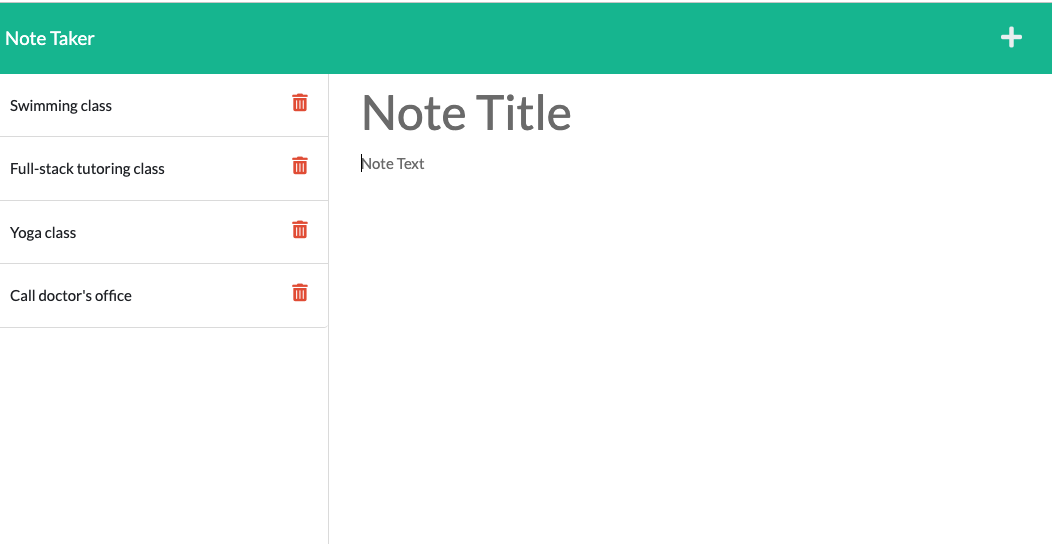 Note Taker
Swimming class
Full-stack tutoring class
Yoga class
Call doctor's office
Note Title
Note Text